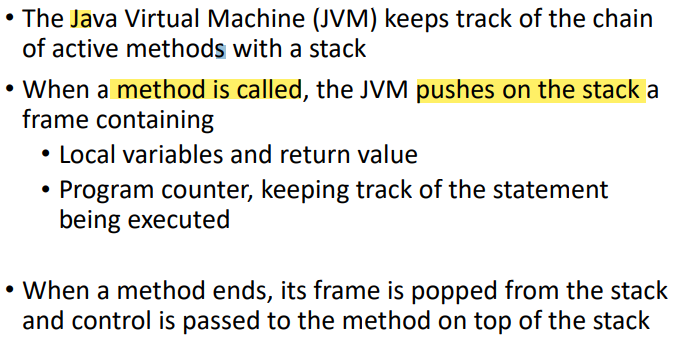 • The Java Virtual Machine (JVM) keeps track of the chain
of active methods with a stack
• When a method is called, the JVM pushes on the stack a
frame containing
• Local variables and return value
• Program counter, keeping track of the statement
being executed
• When a method ends, its frame is popped from the stack
and control is passed to the method on top of the stack